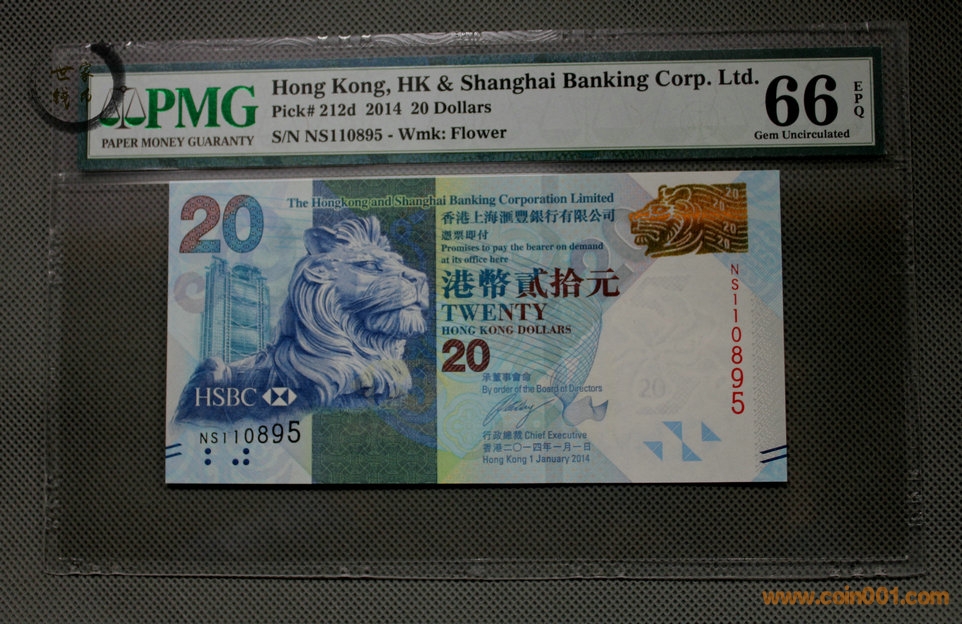 PMG
PAPER MONEY GUARANTY
Hong Kong, HK & Shanghai Banking Corp. Ltd.
Pick# 212d 2014 20 Dollars
S/N NS110895 - Wmk: Flower
66
EPQ
Gem Uncirculated
20
The Hongkong and Shanghai Banking Corporation Limited
香港上海滙豐銀行有限公司
憑票即付
Promises to pay the bearer on demand
at its office here
港幣貳拾元
TWENTY
HONG KONG DOLLARS
20
承董事會命
By order of the Board of Directors
行政總裁 Chief Executive
香港二〇一四年一月一日
Hong Kong 1 January 2014
HSBC
NS110895
20
20
20
20
NS110895
20
www.coin001.com